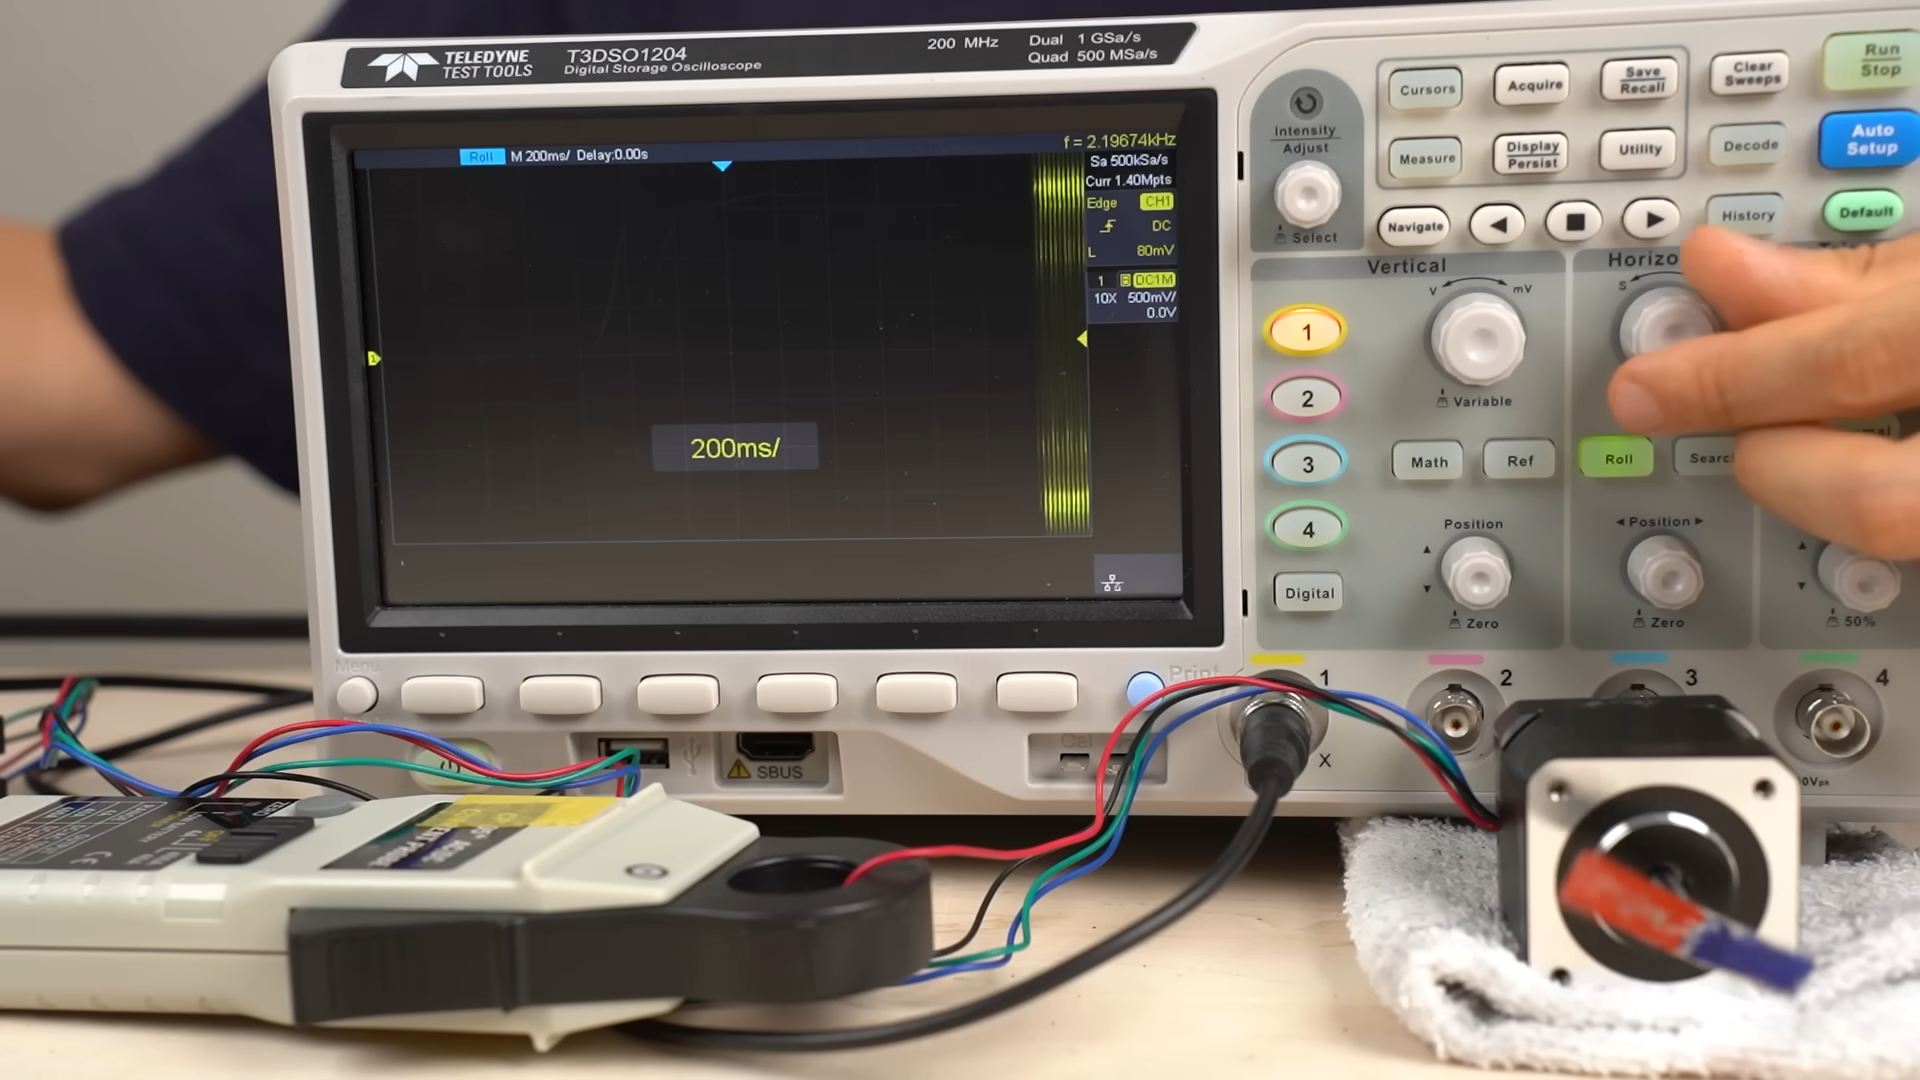 TELEDYNE
TEST TOOLS
T3DSO1204
Digital Storage Oscilloscope
200 MHz
Dual 1 GSa/s
Quad 500 MSa/s
Roll M 200ms/ Delay:0.00s
f = 2.19674kHz
Sa 500kSa/s
Curr 1.40Mpts
Edge CH1
DC
L 80mV
1 B DC1M
10X 500mV/
0.0V
1
200ms/
Intensity
Adjust
Select
Cursors
Acquire
Save
Recall
Clear
Sweeps
Run
Stop
Measure
Display
Persist
Utility
Decode
Auto
Setup
Navigate
History
Default
Vertical
V mV
S
1
2
3
4
Variable
Math
Ref
Roll
Position
Position
Zero
Zero
50%
Digital
Menu
Print
1
2
3
4
X
SBUS
Cal